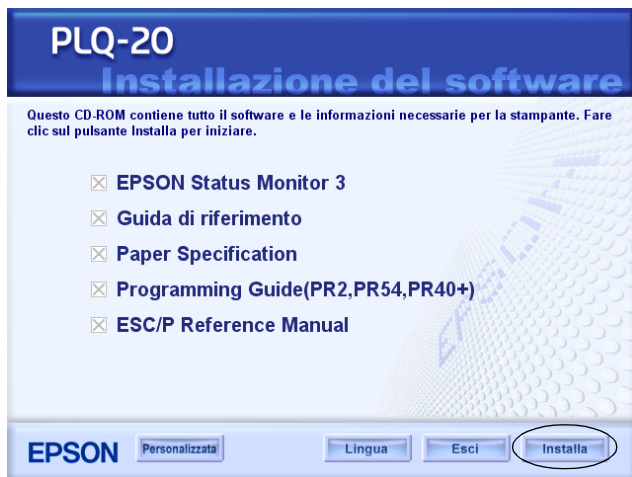 PLQ-20
Installazione del software
Questo CD-ROM contiene tutto il software e le informazioni necessarie per la stampante. Fare
clic sul pulsante Installa per iniziare.
EPSON Status Monitor 3
Guida di riferimento
Paper Specification
Programming Guide(PR2,PR54,PR40+)
ESC/P Reference Manual
EPSON
EPSON Personalizzata Lingua Esci Installa